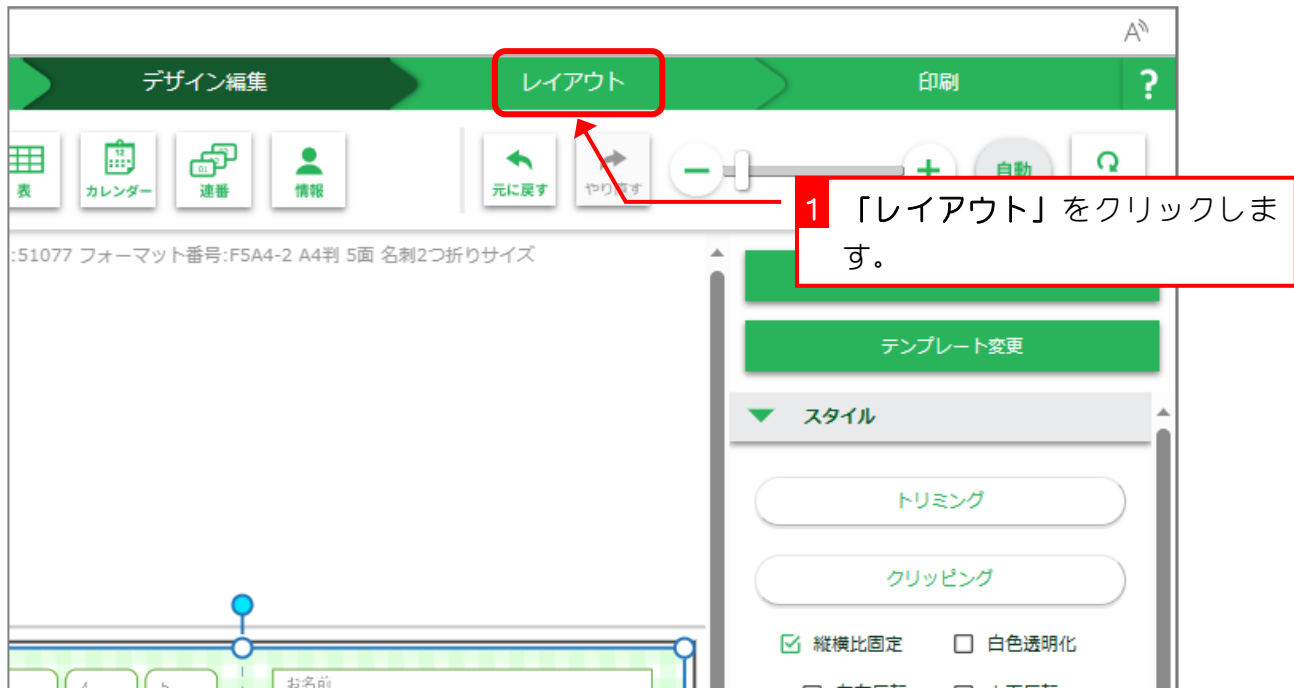 A
デザイン編集
レイアウト
印刷
?
表
カレンダー
連番
情報
元に戻す
やり直す
自動
1 「レイアウト」をクリックしま
す。
:51077 フォーマット番号:F5A4-2 A4判 5面 名刺2つ折りサイズ
テンプレート変更
スタイル
トリミング
クリッピング
縦横比固定
白色透明化
4
5
お名前